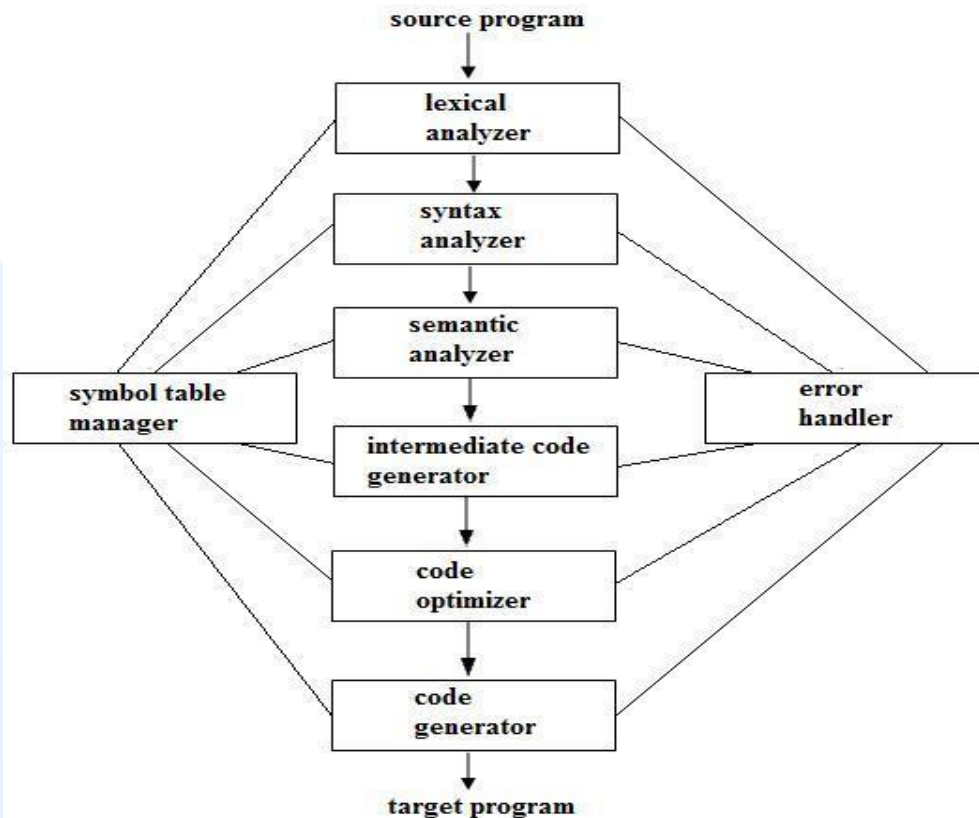 source program
lexical
analyzer
syntax
analyzer
semantic
analyzer
symbol table
manager
error
handler
intermediate code
generator
code
optimizer
code
generator
target program